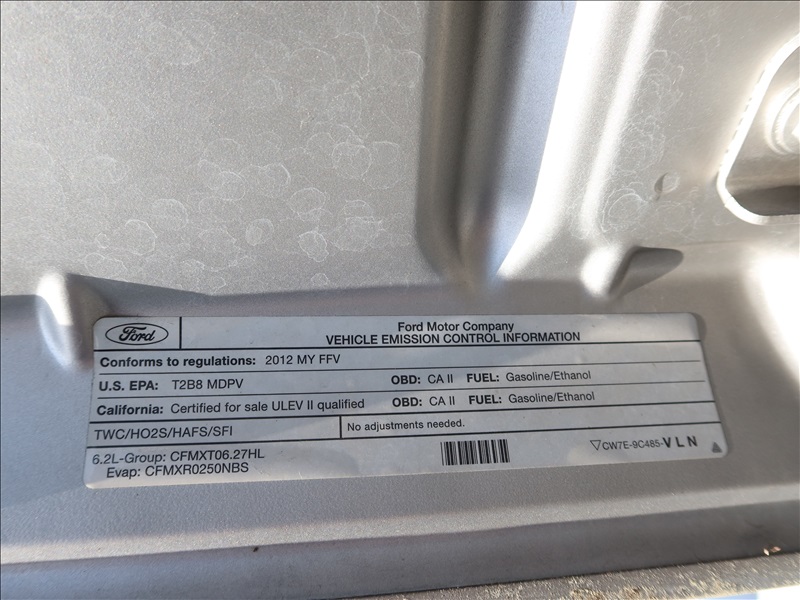 Ford
Ford Motor Company
VEHICLE EMISSION CONTROL INFORMATION
Conforms to regulations: 2012 MY FFV
U.S. EPA: T2B8 MDPV OBD: CA II FUEL: Gasoline/Ethanol
California: Certified for sale ULEV II qualified OBD: CA II FUEL: Gasoline/Ethanol
TWC/HO2S/HAFS/SFI No adjustments needed.
6.2L-Group: CFMXT06.27HL
Evap: CFMXR0250NBS
CW7E-9C485-VLN